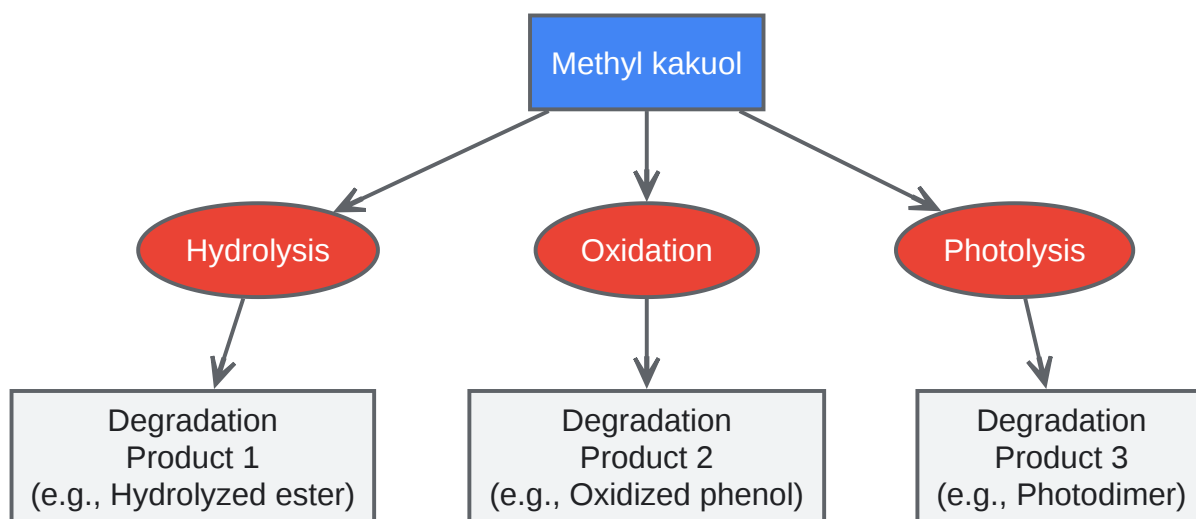 Methyl kakuol
Hydrolysis
Oxidation
Photolysis
Degradation
Product 1
(e.g., Hydrolyzed ester)
Degradation
Product 2
(e.g., Oxidized phenol)
Degradation
Product 3
(e.g., Photodimer)